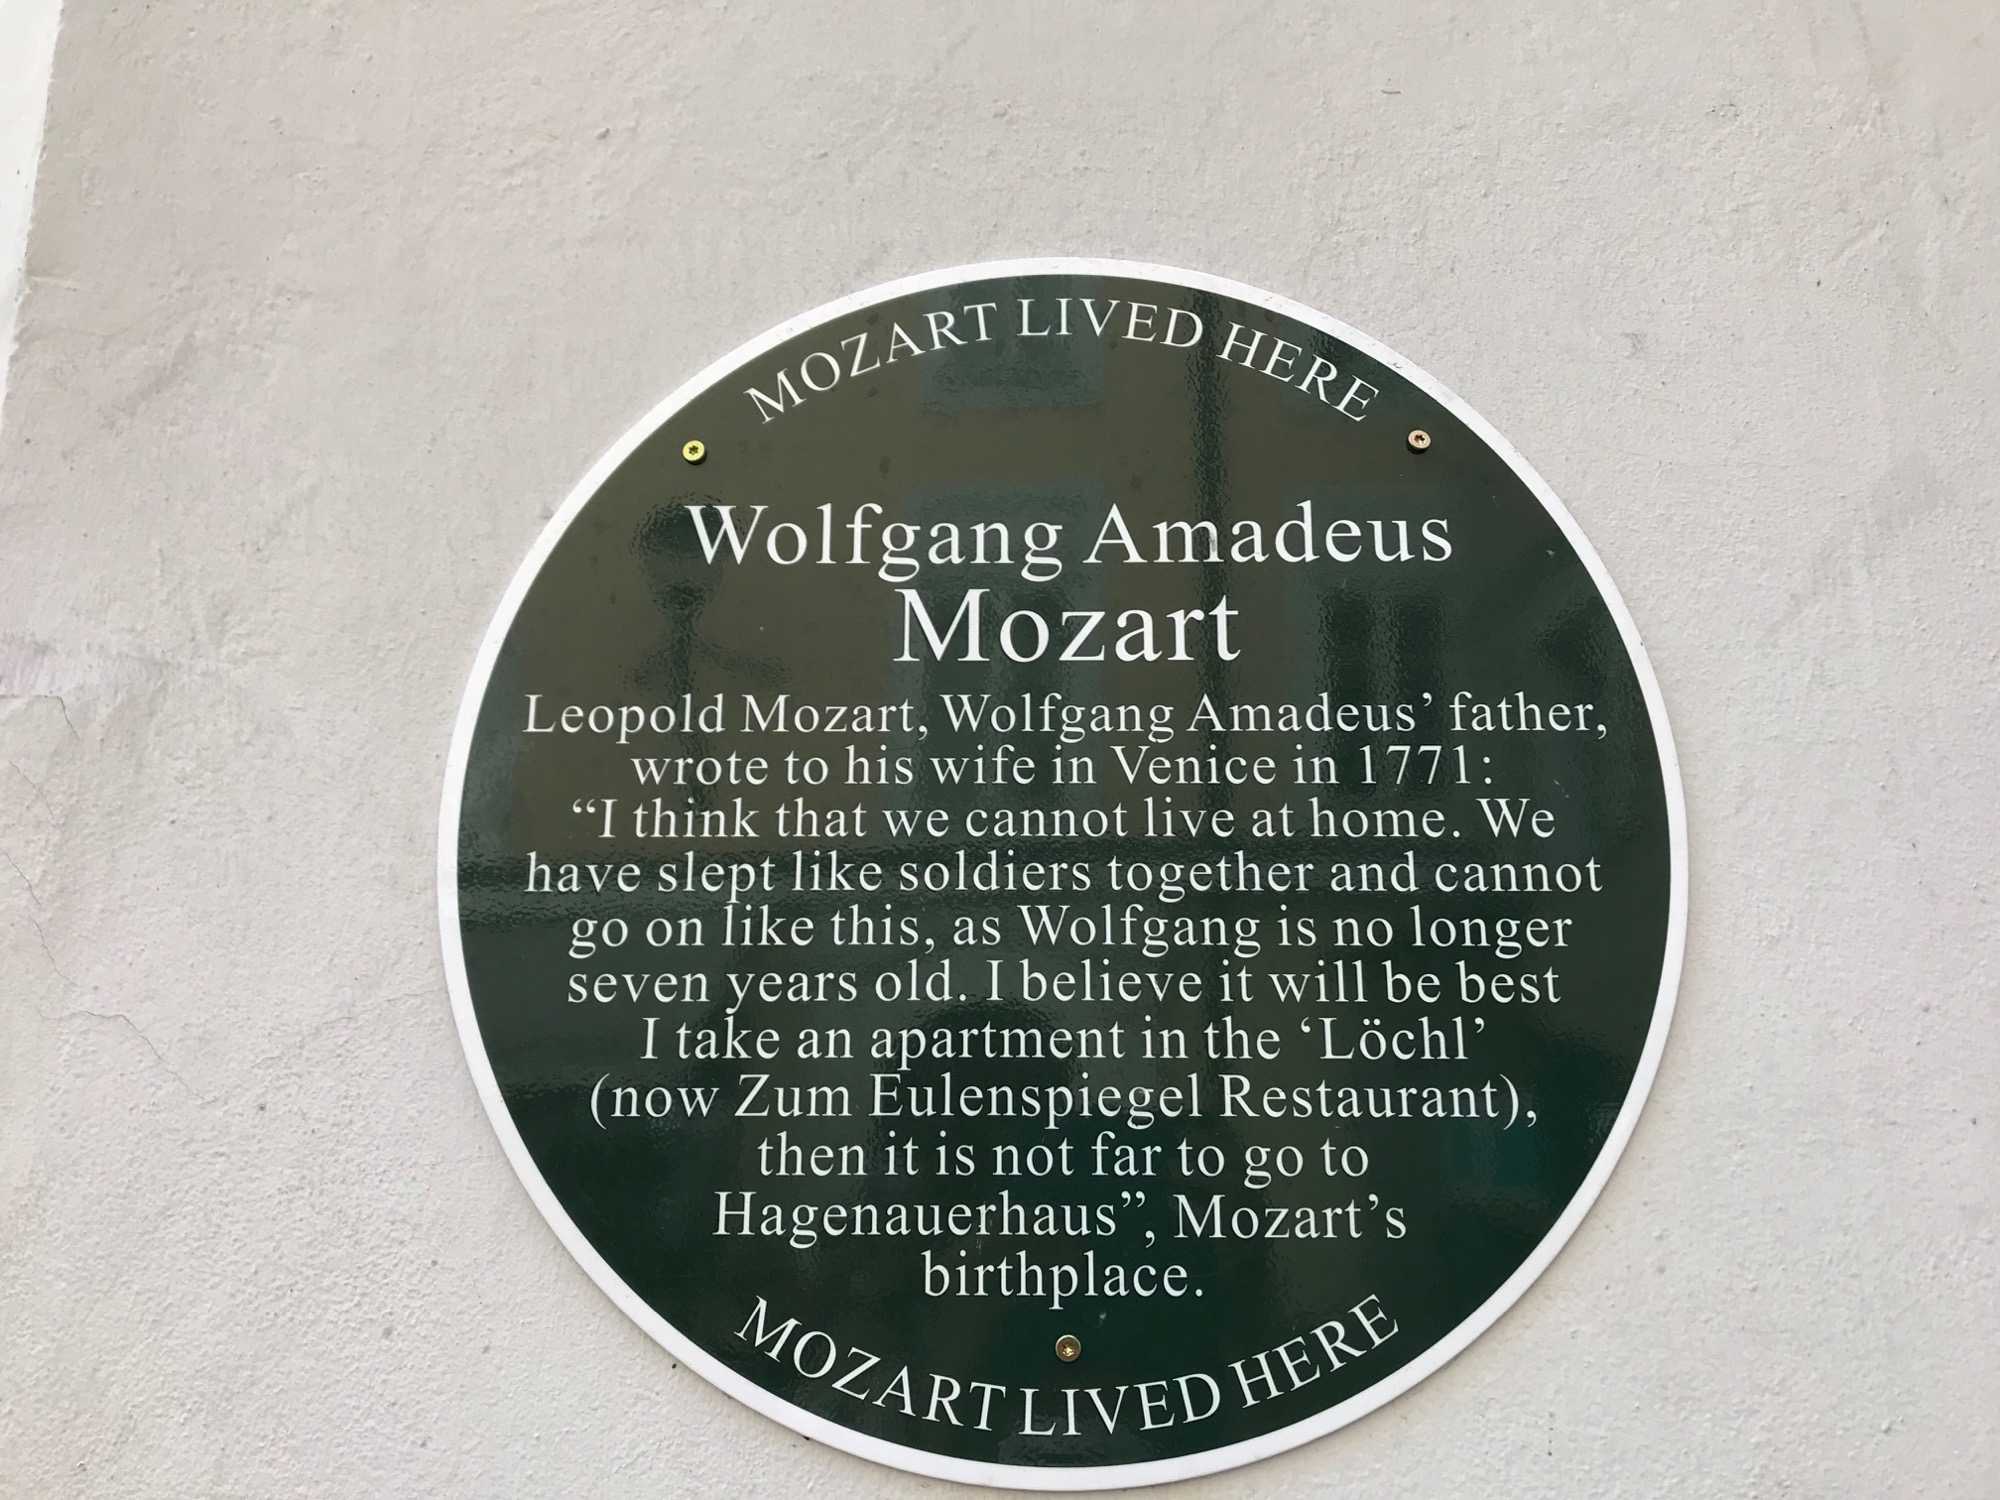 MOZART LIVED HERE
Wolfgang Amadeus
Mozart
Leopold Mozart, Wolfgang Amadeus’ father,
wrote to his wife in Venice in 1771:
“I think that we cannot live at home. We
have slept like soldiers together and cannot
go on like this, as Wolfgang is no longer
seven years old. I believe it will be best
I take an apartment in the ‘Löchl’
(now Zum Eulenspiegel Restaurant),
then it is not far to go to
Hagenauerhaus”, Mozart’s
birthplace.
MOZART LIVED HERE